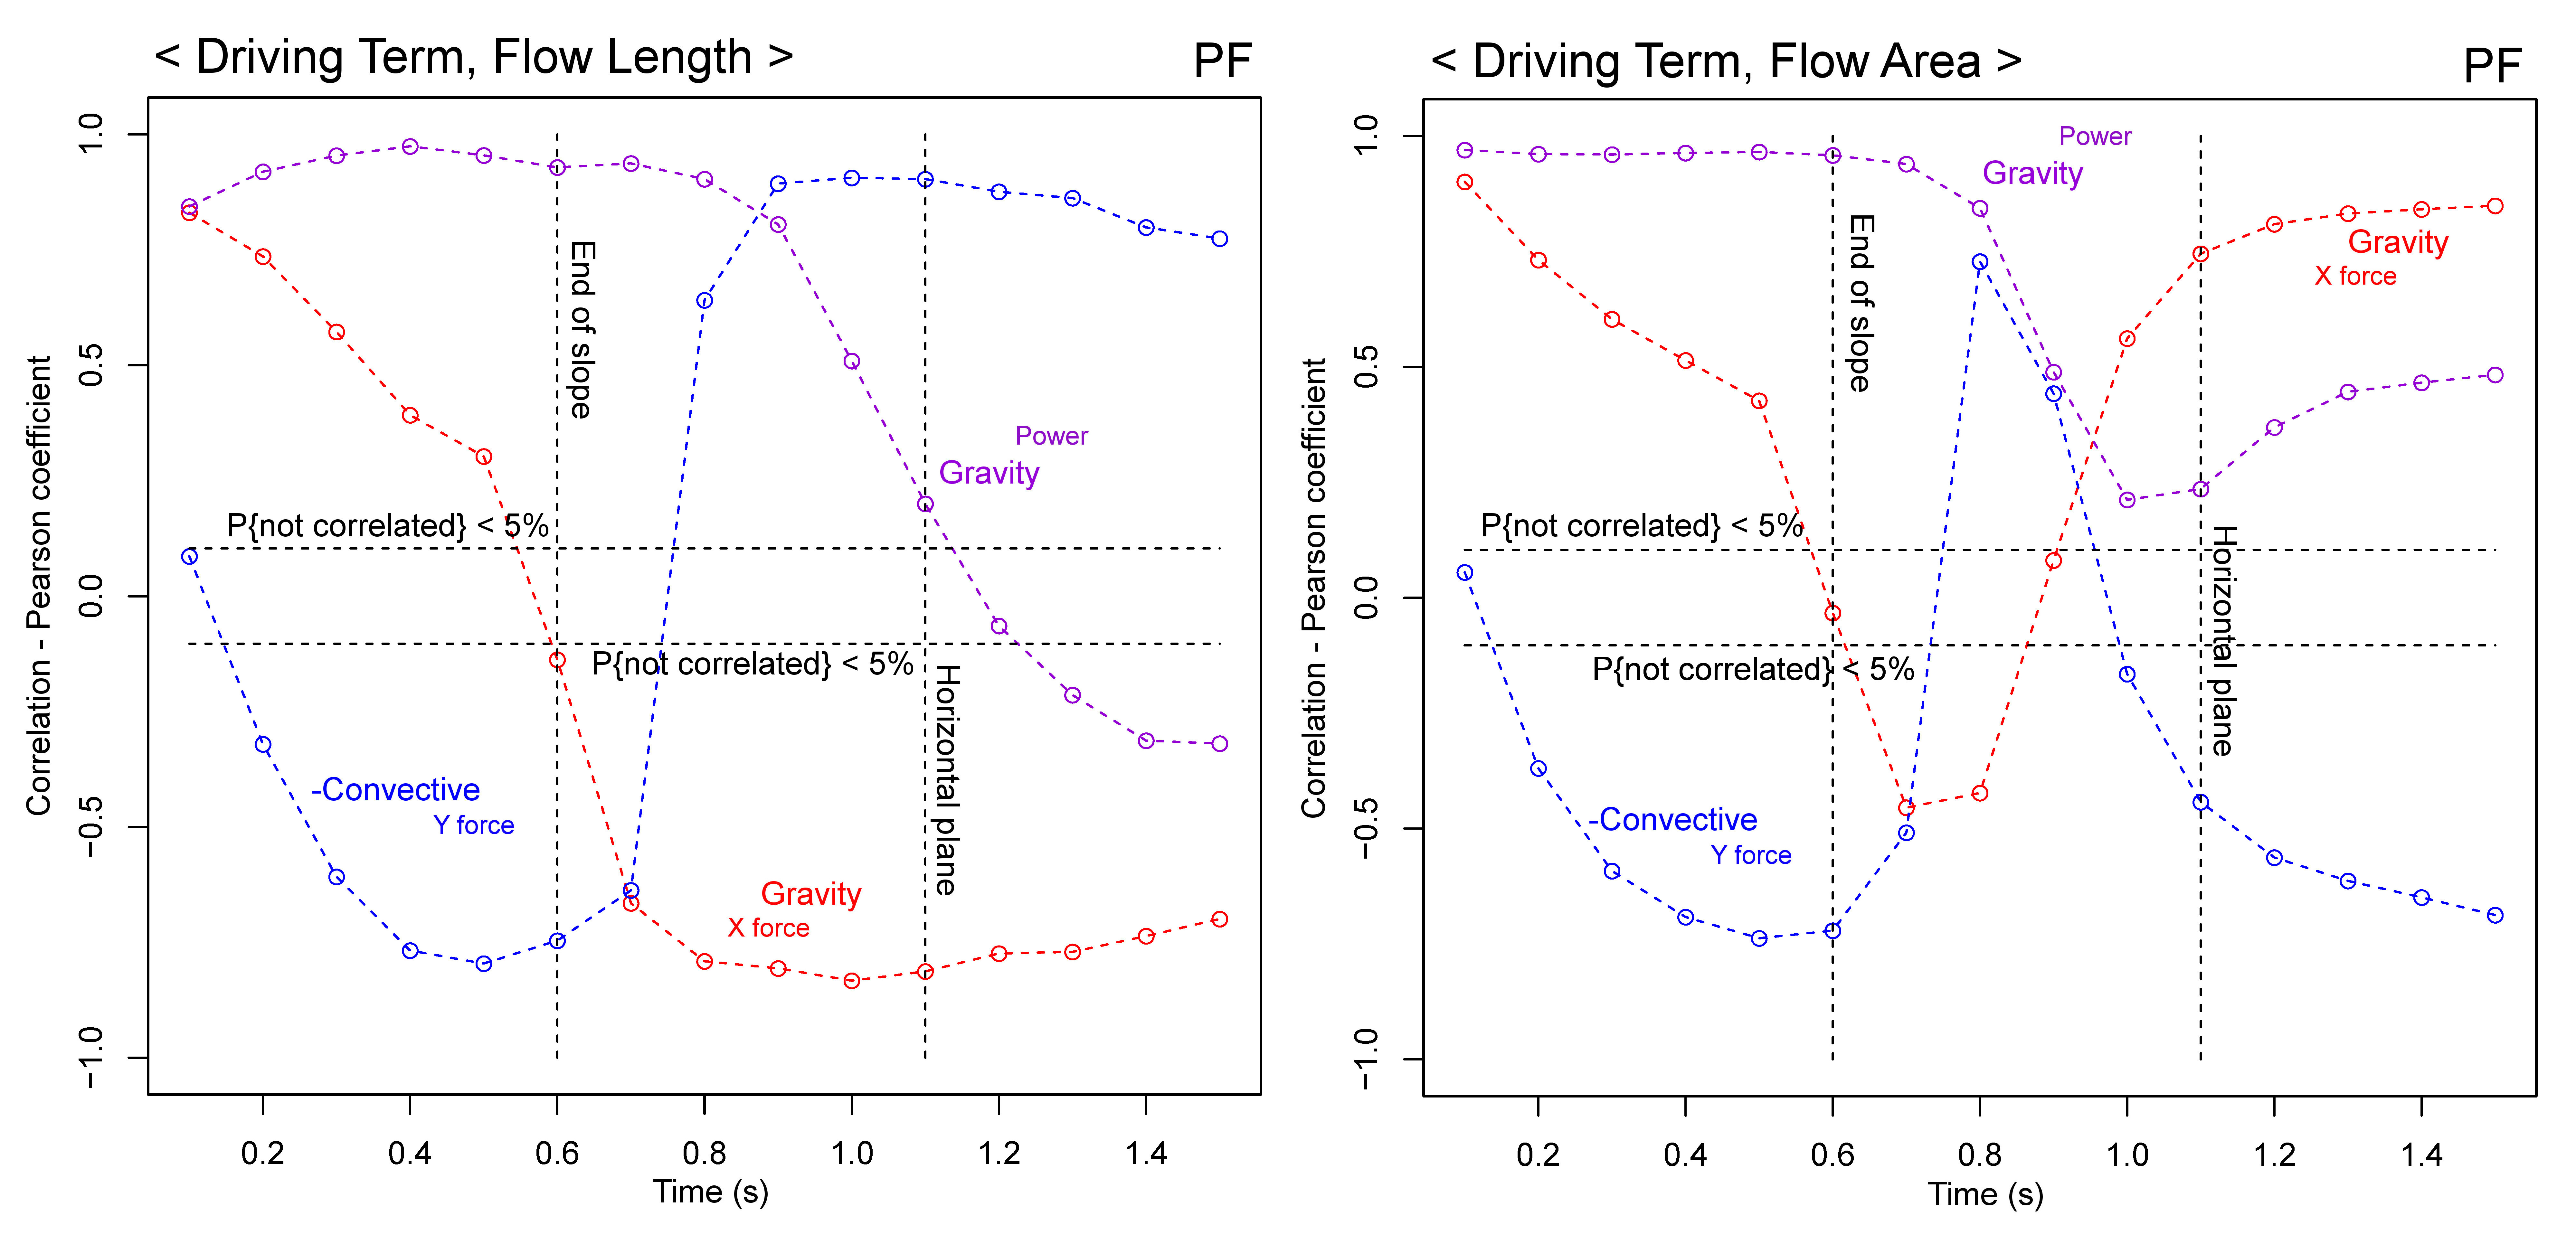 < Driving Term, Flow Length >
PF
Correlation - Pearson coefficient
1.0
0.5
0.0
−0.5
−1.0
End of slope
Power
Gravity
P{not correlated} < 5%
P{not correlated} < 5%
Horizontal plane
-Convective
Y force
Gravity
X force
0.2
0.4
0.6
0.8
1.0
1.2
1.4
Time (s)
< Driving Term, Flow Area >
PF
Correlation - Pearson coefficient
1.0
0.5
0.0
−0.5
−1.0
Power
Gravity
End of slope
Gravity
X force
P{not correlated} < 5%
P{not correlated} < 5%
Horizontal plane
-Convective
Y force
0.2
0.4
0.6
0.8
1.0
1.2
1.4
Time (s)